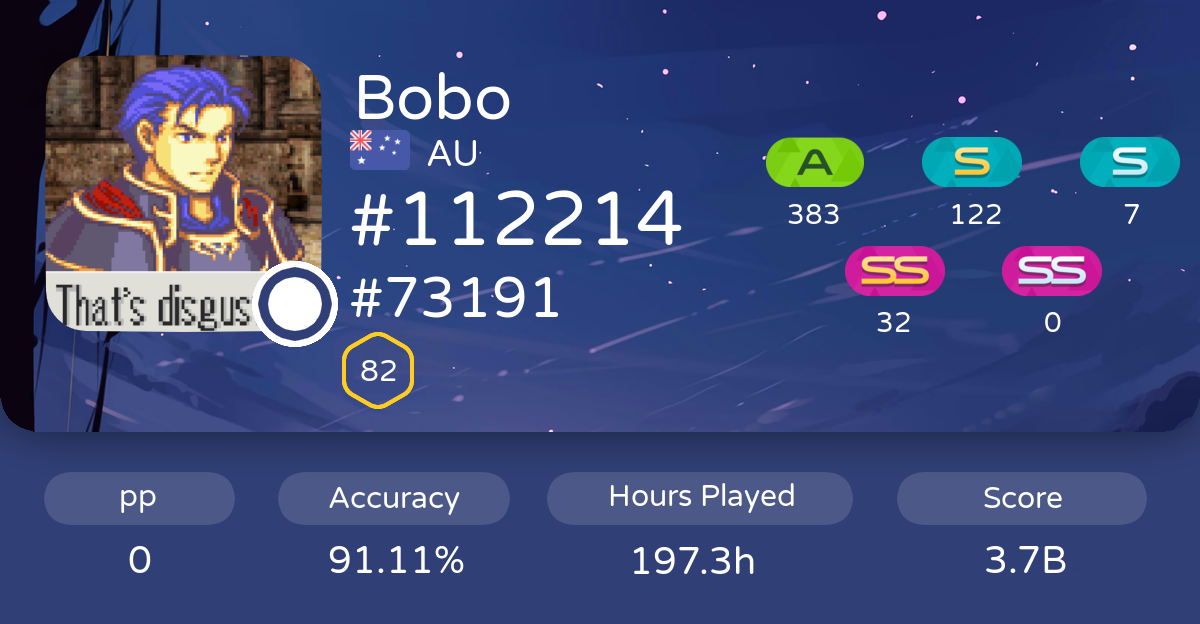 Bobo
AU
#112214
#73191
82
That's disgus
A S S
383 122 7
SS SS
32 0
pp Accuracy Hours Played Score
0 91.11% 197.3h 3.7B